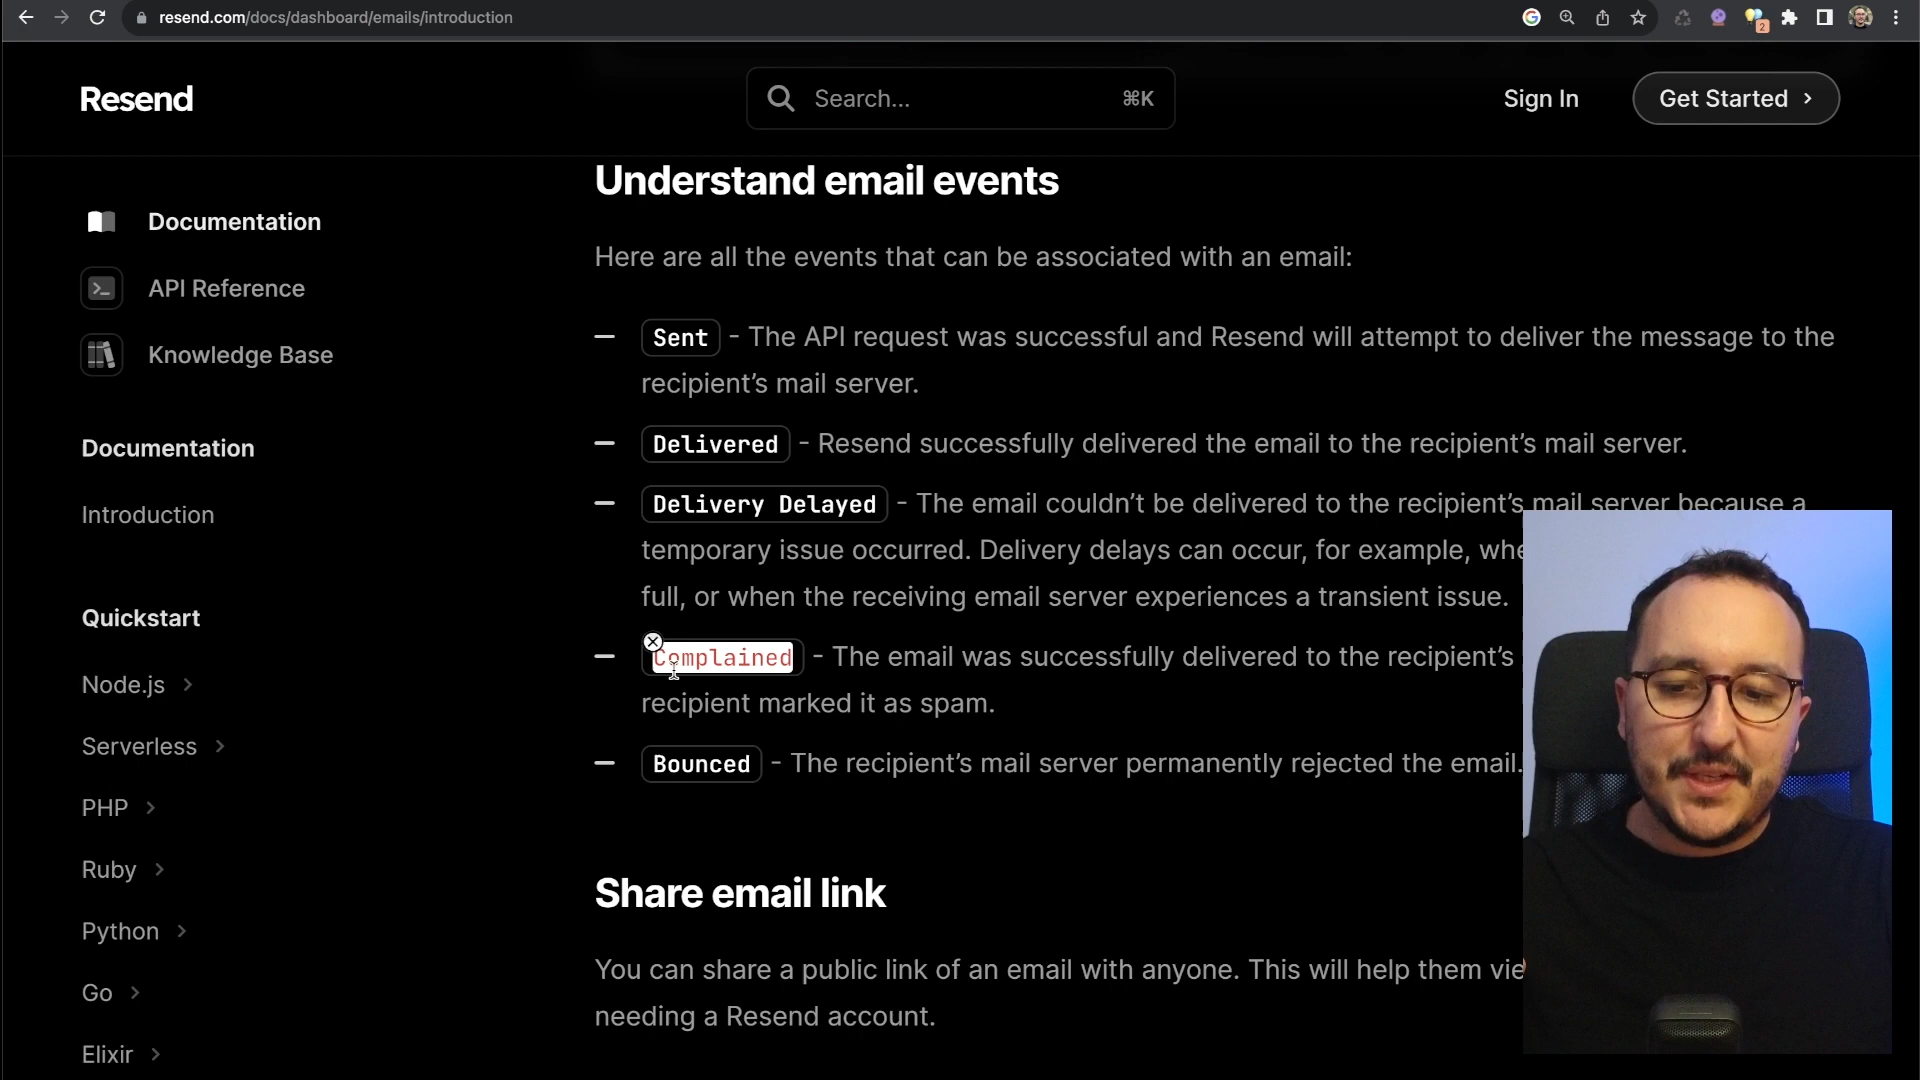 resend.com/docs/dashboard/emails/introduction
2
Resend
Search...
⌘K
Sign In
Get Started
Documentation
API Reference
Knowledge Base
Documentation
Introduction
Quickstart
Node.js
Serverless
PHP
Ruby
Python
Go
Elixir
Understand email events
Here are all the events that can be associated with an email:
Sent - The API request was successful and Resend will attempt to deliver the message to the
recipient’s mail server.
Delivered - Resend successfully delivered the email to the recipient’s mail server.
Delivery Delayed - The email couldn’t be delivered to the recipient’s mail server because a
temporary issue occurred. Delivery delays can occur, for example, whe
full, or when the receiving email server experiences a transient issue.
Complained - The email was successfully delivered to the recipient’s
recipient marked it as spam.
Bounced - The recipient’s mail server permanently rejected the email.
Share email link
You can share a public link of an email with anyone. This will help them vie
needing a Resend account.